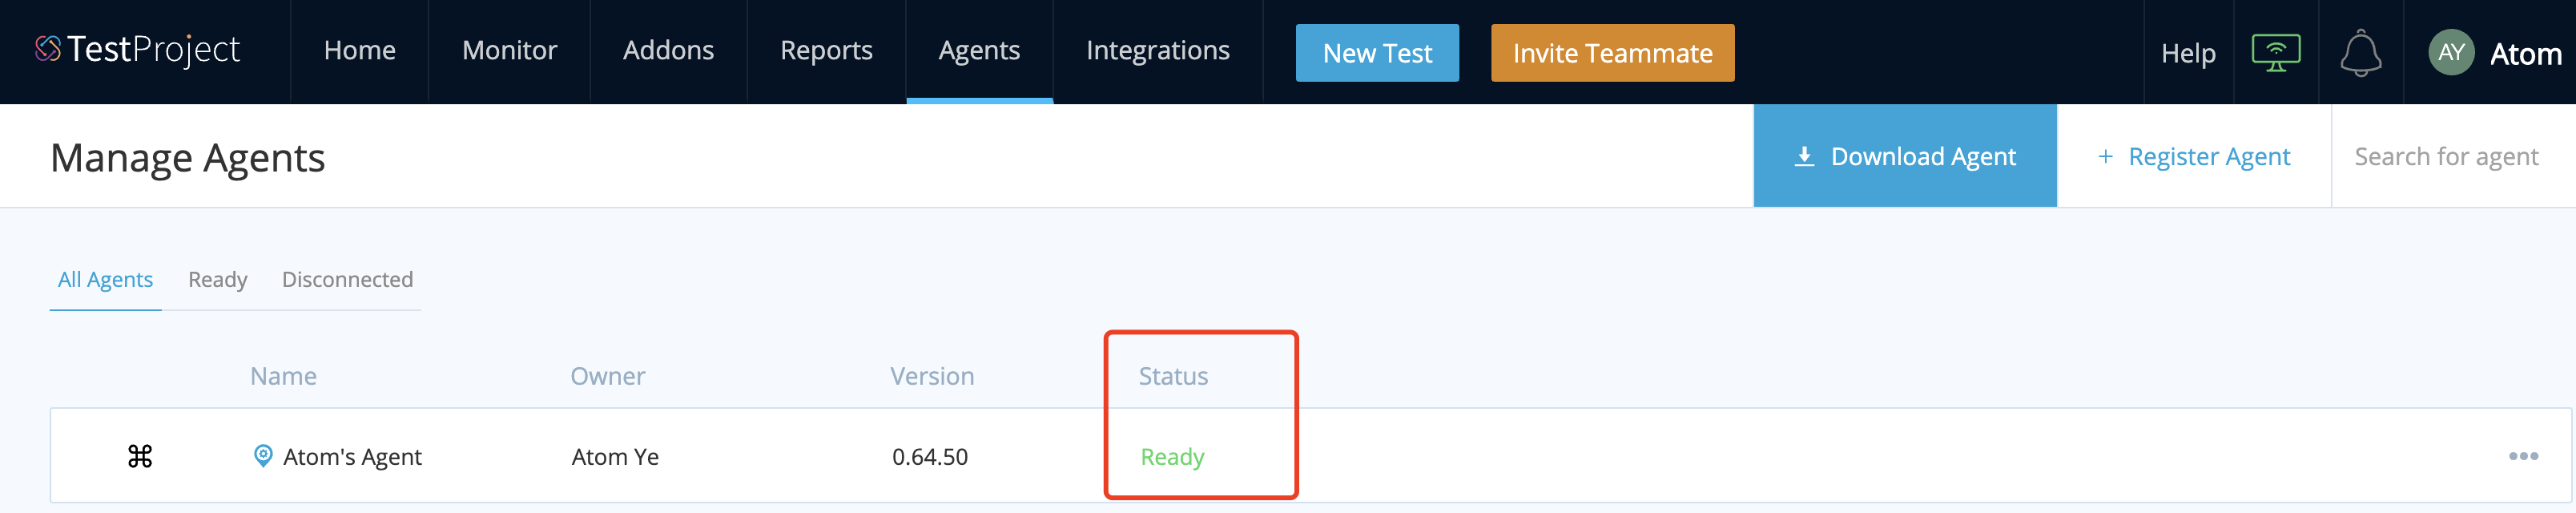 TestProject Home Monitor Addons Reports Agents Integrations New Test Invite Teammate Help AY Atom
Manage Agents Download Agent + Register Agent Search for agent
All Agents Ready Disconnected
Name Owner Version Status
Atom's Agent Atom Ye 0.64.50 Ready